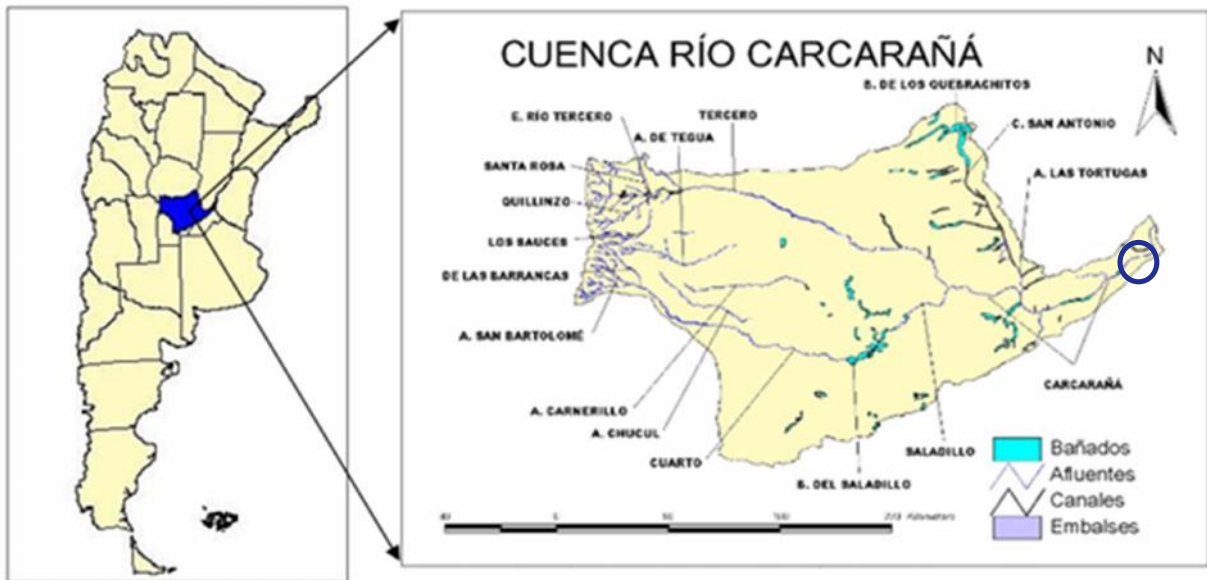 CUENCA RÍO CARCARAÑÁ
N
B. DE LOS QUEBRACHITOS
E. RÍO TERCERO
TERCERO
C. SAN ANTONIO
A. DE TEGUA
SANTA ROSA
A. LAS TORTUGAS
QUILLINZO
LOS SAUCES
DE LAS BARRANCAS
A. SAN BARTOLOMÉ
CARCARAÑÁ
A. CARNERILLO
A. CHUCUL
SALADILLO
CUARTO
B. DEL SALADILLO
Bañados
Afluentes
Canales
Embalses
0